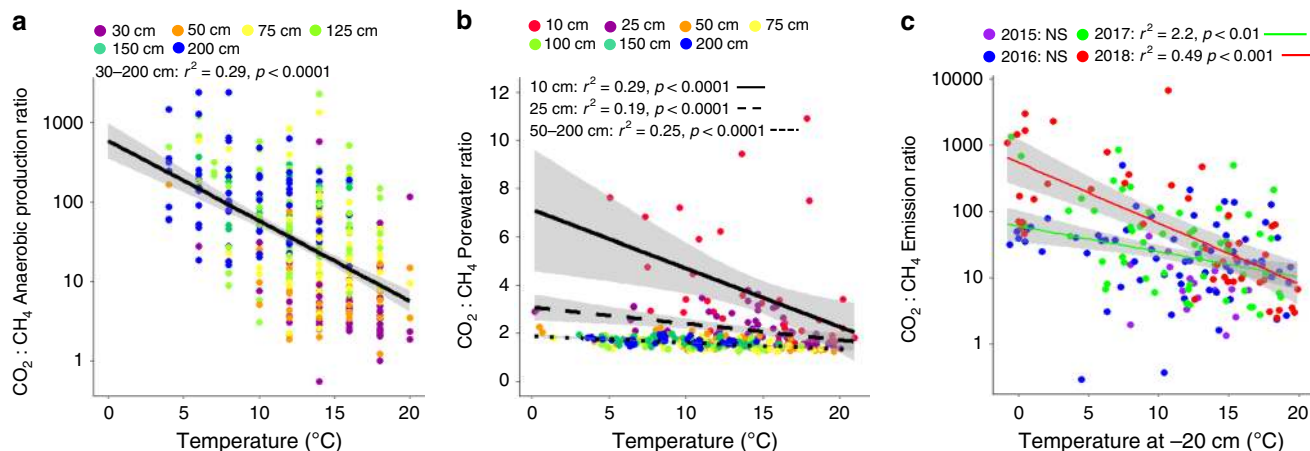 a
30 cm 50 cm 75 cm 125 cm
150 cm 200 cm
30–200 cm: r² = 0.29, p < 0.0001
CO₂ : CH₄ Anaerobic production ratio
1000
100
10
1
0 5 10 15 20
Temperature (°C)
b
10 cm 25 cm 50 cm 75 cm
100 cm 150 cm 200 cm
10 cm: r² = 0.29, p < 0.0001
25 cm: r² = 0.19, p < 0.0001
50–200 cm: r² = 0.25, p < 0.0001
CO₂ : CH₄ Porewater ratio
12
10
8
6
4
2
0
0 5 10 15 20
Temperature (°C)
c
2015: NS 2017: r² = 2.2, p < 0.01
2016: NS 2018: r² = 0.49 p < 0.001
CO₂ : CH₄ Emission ratio
10000
1000
100
10
1
0 5 10 15 20
Temperature at –20 cm (°C)